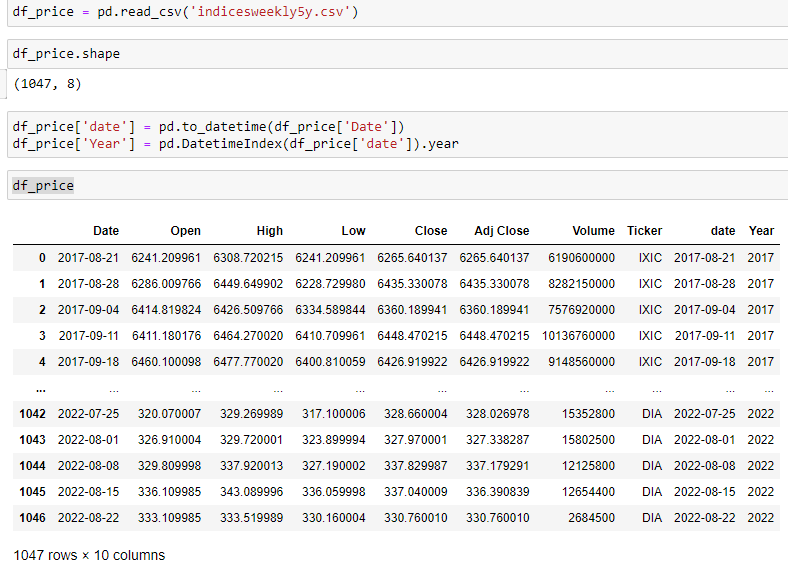 df_price = pd.read_csv('indicesweekly5y.csv')
df_price.shape
(1047, 8)
df_price['date'] = pd.to_datetime(df_price['Date'])
df_price['Year'] = pd.DatetimeIndex(df_price['date']).year
df_price
Date Open High Low Close Adj Close Volume Ticker date Year
0 2017-08-21 6241.209961 6308.720215 6241.209961 6265.640137 6265.640137 6190600000 IXIC 2017-08-21 2017
1 2017-08-28 6286.009766 6449.649902 6228.729980 6435.330078 6435.330078 8282150000 IXIC 2017-08-28 2017
2 2017-09-04 6414.819824 6426.509766 6334.589844 6360.189941 6360.189941 7576920000 IXIC 2017-09-04 2017
3 2017-09-11 6411.180176 6464.270020 6410.709961 6448.470215 6448.470215 10136760000 IXIC 2017-09-11 2017
4 2017-09-18 6460.100098 6477.770020 6400.810059 6426.919922 6426.919922 9148560000 IXIC 2017-09-18 2017
... ... ... ... ... ... ... ... ... ... ...
1042 2022-07-25 320.070007 329.269989 317.100006 328.660004 328.026978 15352800 DIA 2022-07-25 2022
1043 2022-08-01 326.910004 329.720001 323.899994 327.970001 327.338287 15802500 DIA 2022-08-01 2022
1044 2022-08-08 329.809998 337.920013 327.190002 337.829987 337.179291 12125800 DIA 2022-08-08 2022
1045 2022-08-15 336.109985 343.089996 336.059998 337.040009 336.390839 12654400 DIA 2022-08-15 2022
1046 2022-08-22 333.109985 333.519989 330.160004 330.760010 330.760010 2684500 DIA 2022-08-22 2022
1047 rows × 10 columns